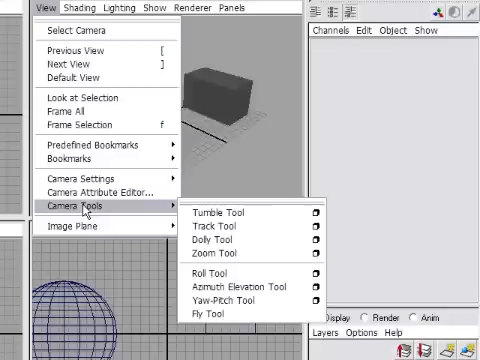 View Shading Lighting Show Renderer Panels
Channels Edit Object Show
Select Camera
Previous View [
Next View ]
Default View
Look at Selection
Frame All
Frame Selection f
Predefined Bookmarks
Bookmarks
Camera Settings
Camera Attribute Editor...
Camera Tools
Image Plane
Tumble Tool
Track Tool
Dolly Tool
Zoom Tool
Roll Tool
Azimuth Elevation Tool
Yaw-Pitch Tool
Fly Tool
Display Render Anim
Layers Options Help